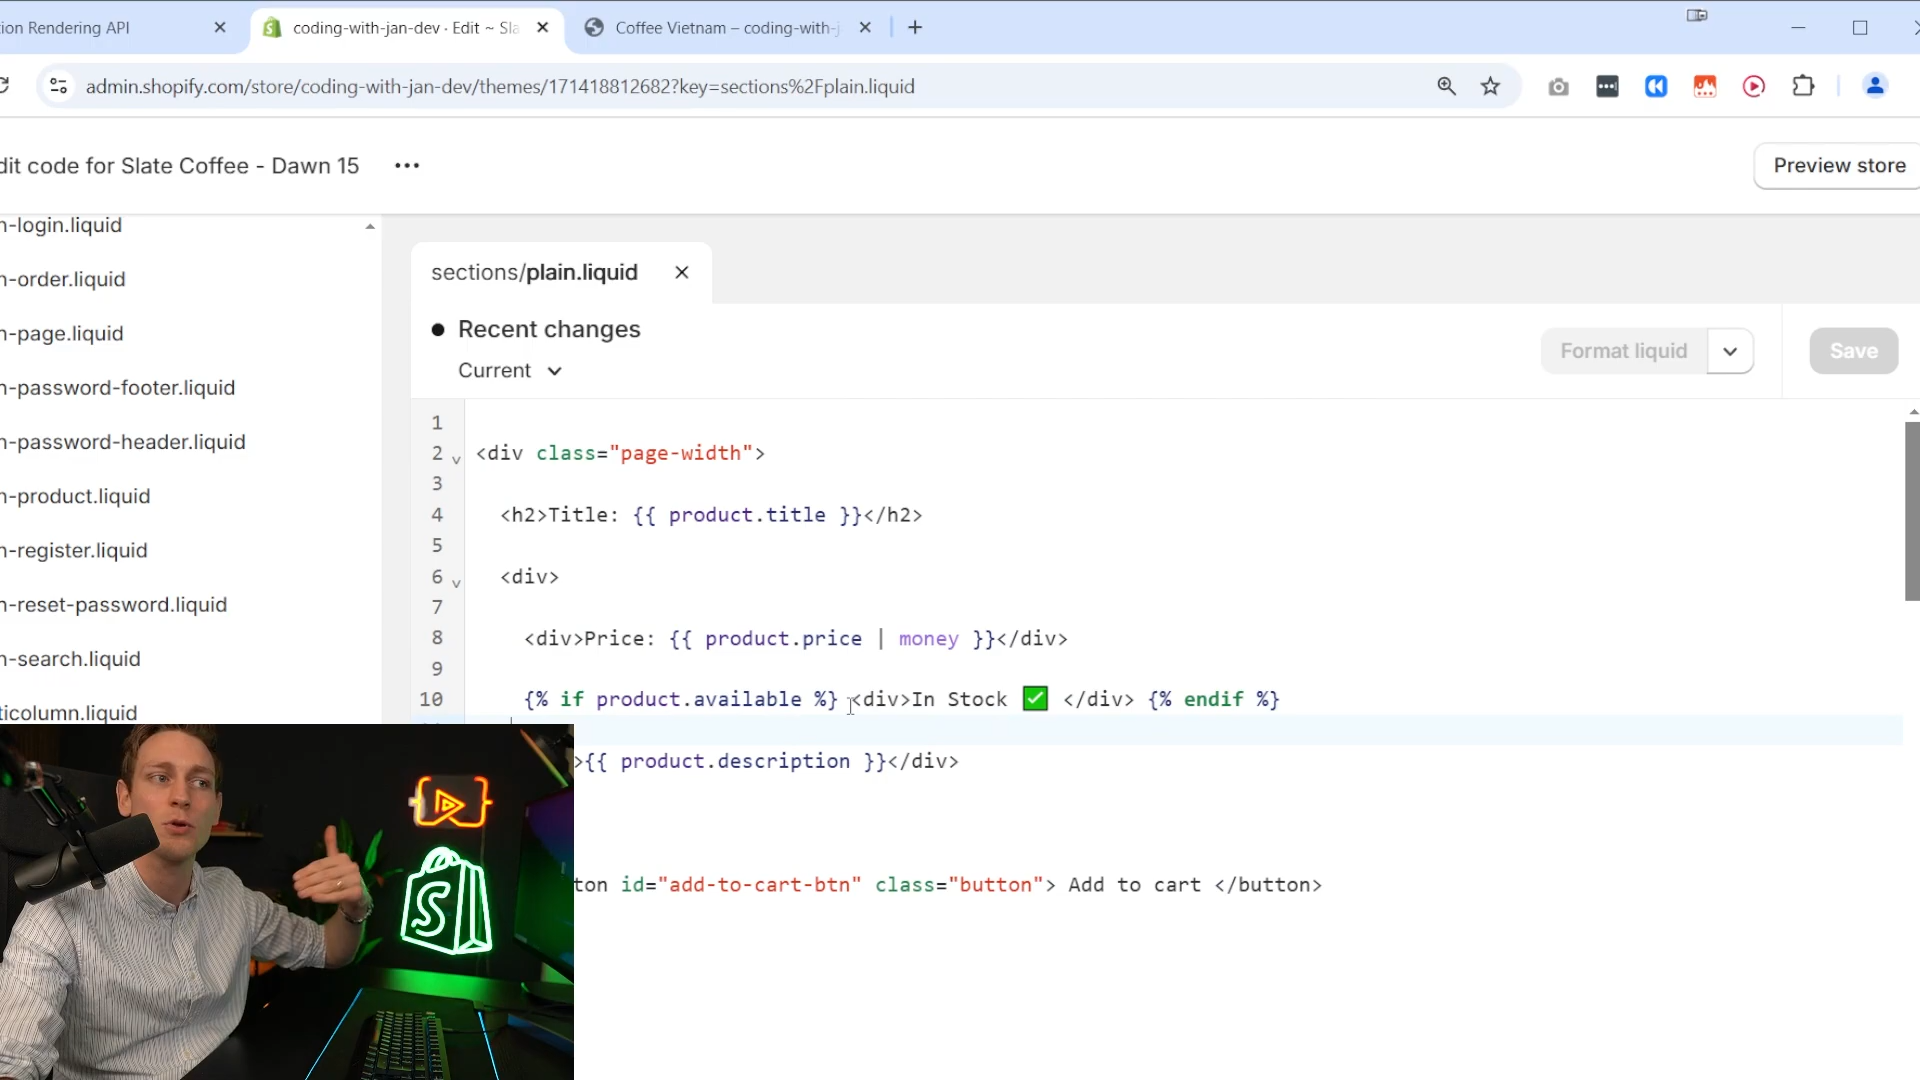 ion Rendering API
coding-with-jan-dev · Edit ~ Sla
Coffee Vietnam – coding-with-j
admin.shopify.com/store/coding-with-jan-dev/themes/171418812682?key=sections%2Fplain.liquid
dit code for Slate Coffee - Dawn 15
Preview store
n-login.liquid
n-order.liquid
n-page.liquid
n-password-footer.liquid
n-password-header.liquid
n-product.liquid
n-register.liquid
n-reset-password.liquid
n-search.liquid
ticolumn.liquid
sections/plain.liquid
Recent changes
Current
Format liquid
Save
1
2 <div class="page-width">
3
4 <h2>Title: {{ product.title }}</h2>
5
6 <div>
7
8 <div>Price: {{ product.price | money }}</div>
9
10 {% if product.available %} <div>In Stock ✅ </div> {% endif %}
>{{ product.description }}</div>
ton id="add-to-cart-btn" class="button"> Add to cart </button>
S